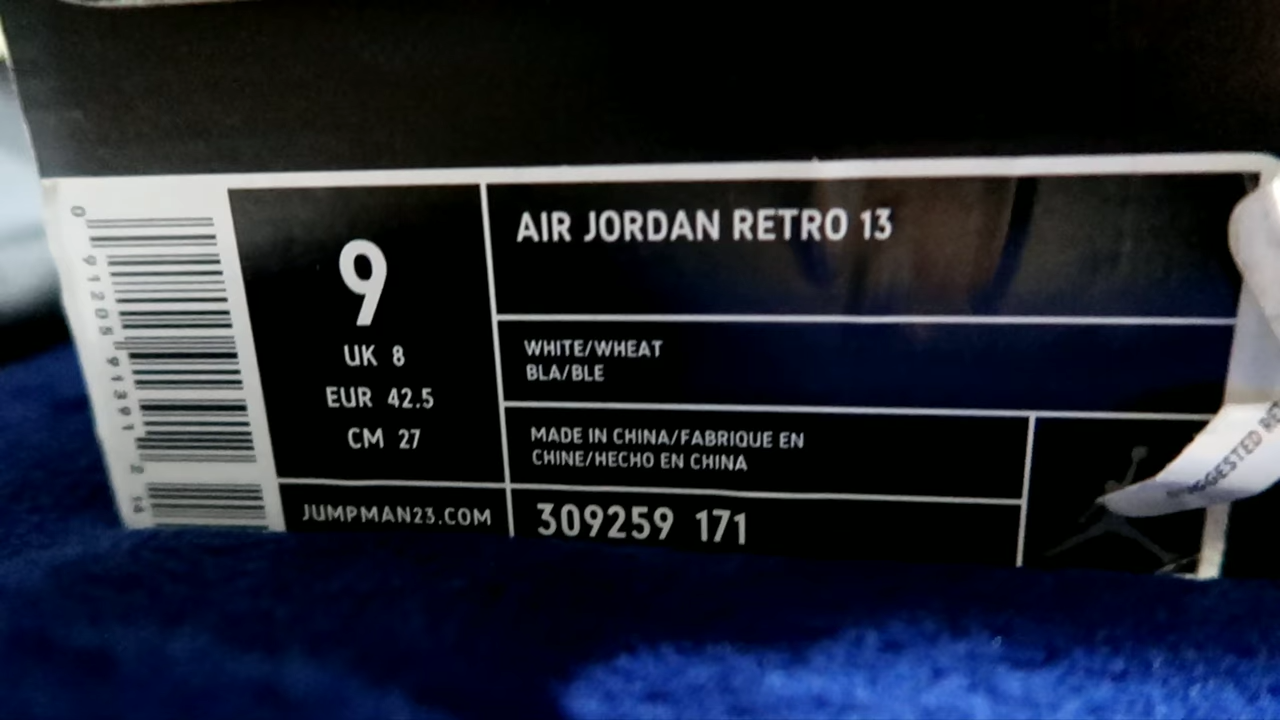 AIR JORDAN RETRO 13
9
UK 8
EUR 42.5
CM 27
WHITE/WHEAT
BLA/BLE
MADE IN CHINA/FABRIQUE EN
CHINE/HECHO EN CHINA
JUMPMAN23.COM
309259 171
0 91205 91391 2